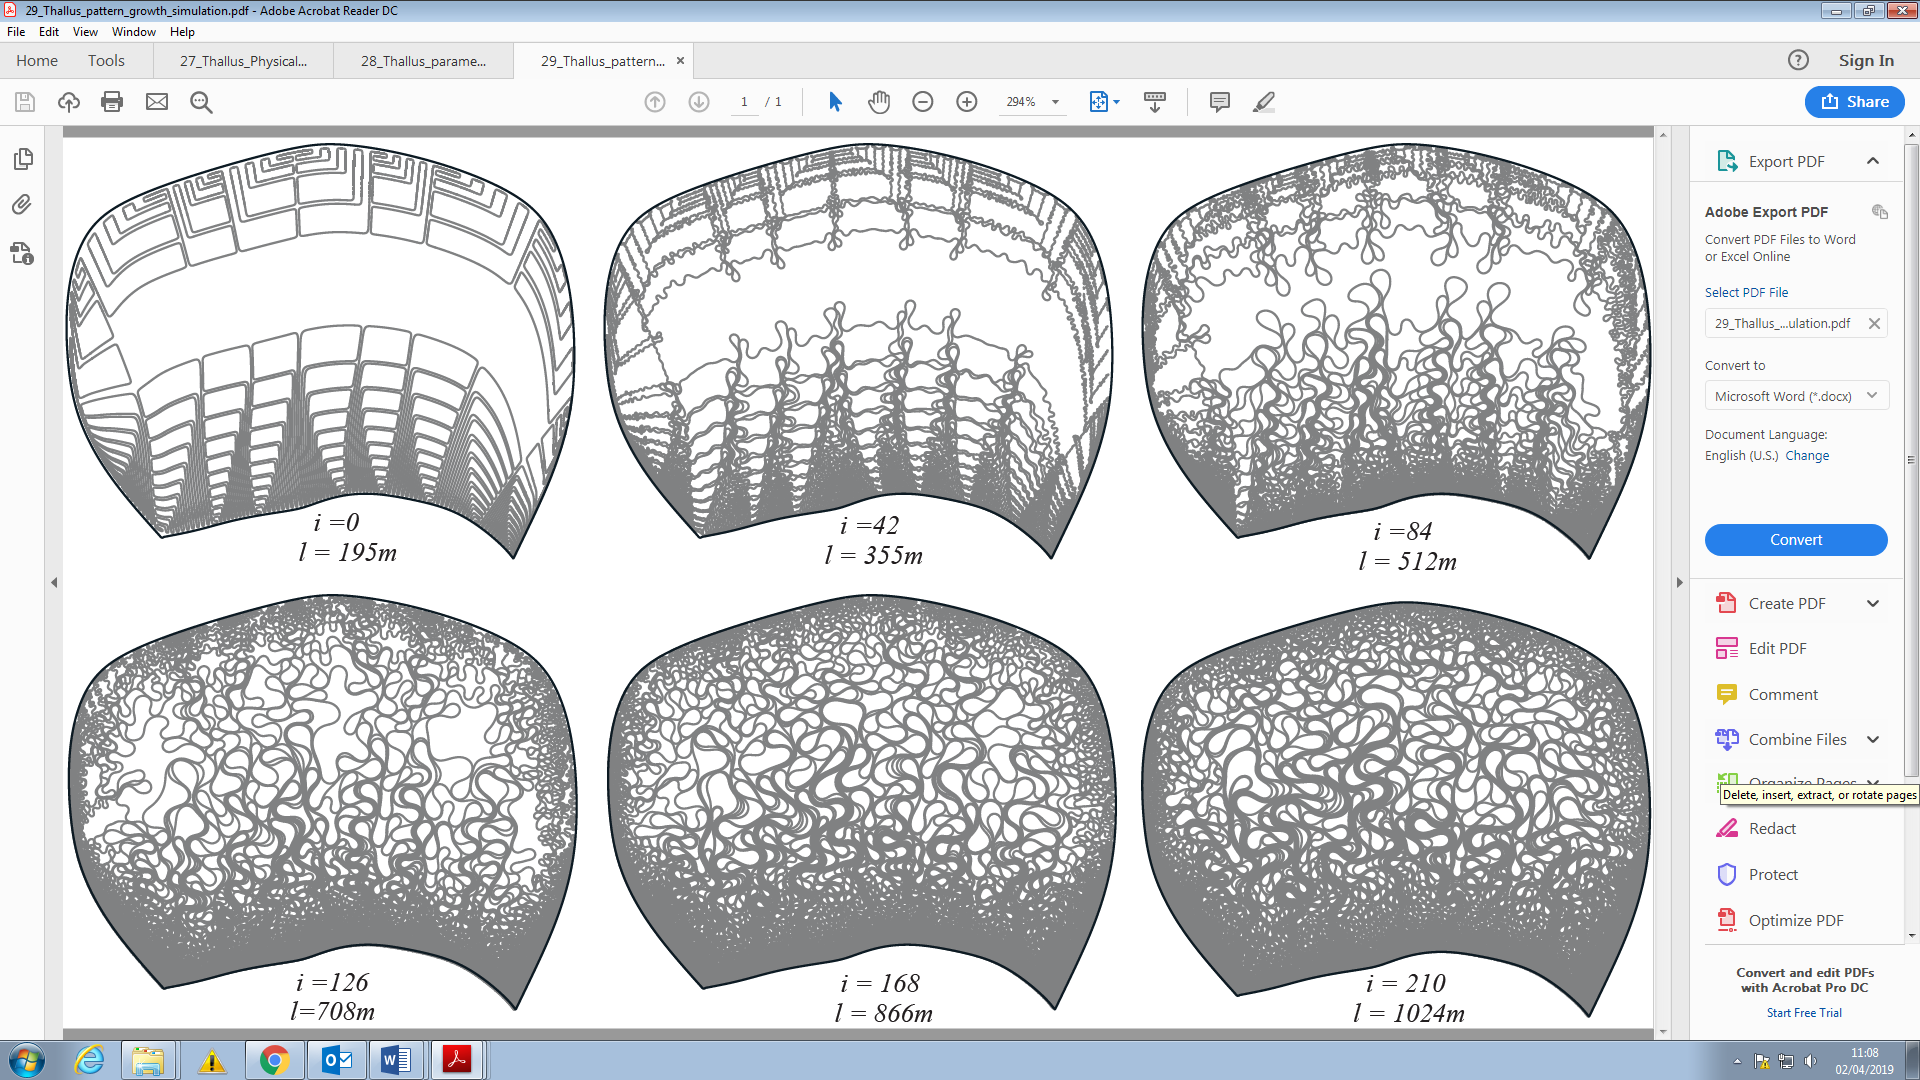 29_Thallus_pattern_growth_simulation.pdf - Adobe Acrobat Reader DC
File Edit View Window Help
Home Tools 27_Thallus_Physical... 28_Thallus_parame... 29_Thallus_pattern...
Sign In
1 / 1
294%
Share
i =0
l = 195m
i =42
l = 355m
i =84
l = 512m
i =126
l=708m
i = 168
l = 866m
i = 210
l = 1024m
Export PDF
Adobe Export PDF
Convert PDF Files to Word
or Excel Online
Select PDF File
29_Thallus_...ulation.pdf
Convert to
Microsoft Word (*.docx)
Document Language:
English (U.S.) Change
Convert
Create PDF
Edit PDF
Comment
Combine Files
Organize Pages
Delete, insert, extract, or rotate pages
Redact
Protect
Optimize PDF
Convert and edit PDFs
with Acrobat Pro DC
Start Free Trial
11:08
02/04/2019